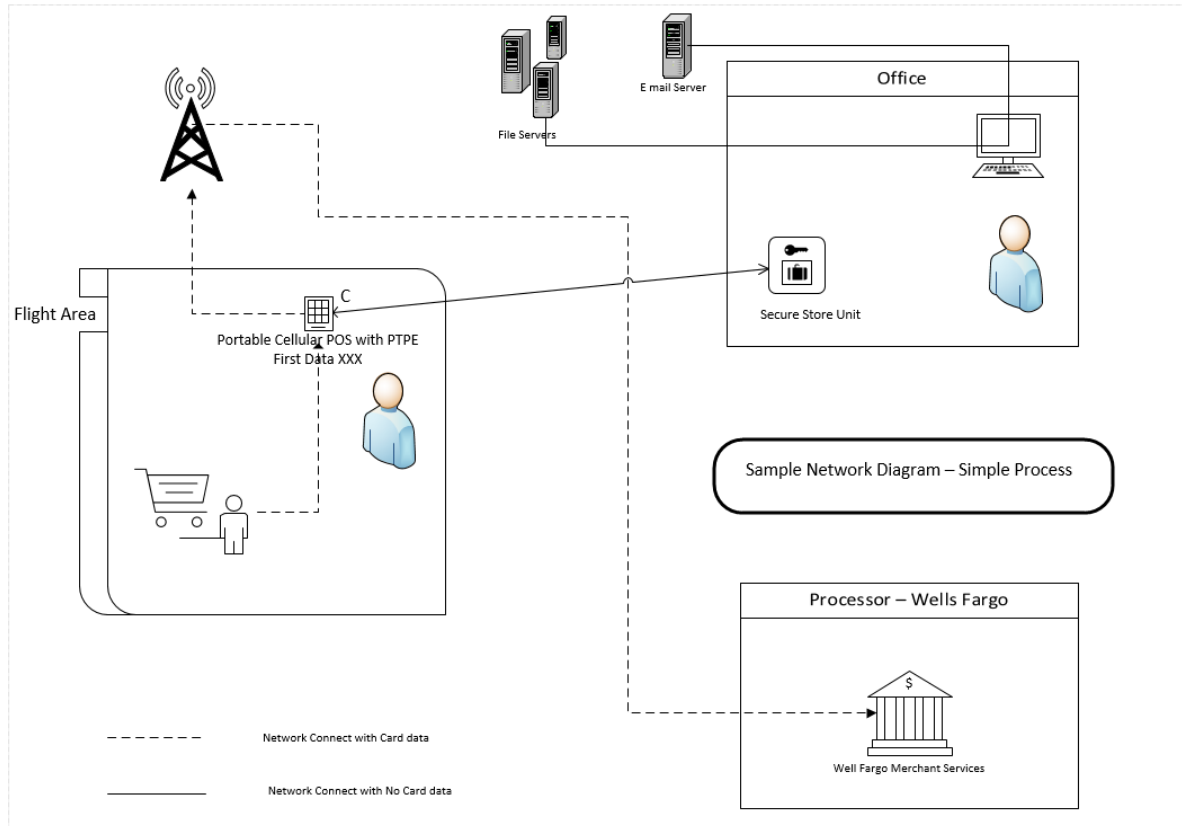 E mail Server
Office
File Servers
C
Flight Area
Portable Cellular POS with PTPE
First Data XXX
Secure Store Unit
Sample Network Diagram – Simple Process
Processor – Wells Fargo
$
Well Fargo Merchant Services
Network Connect with Card data
Network Connect with No Card data